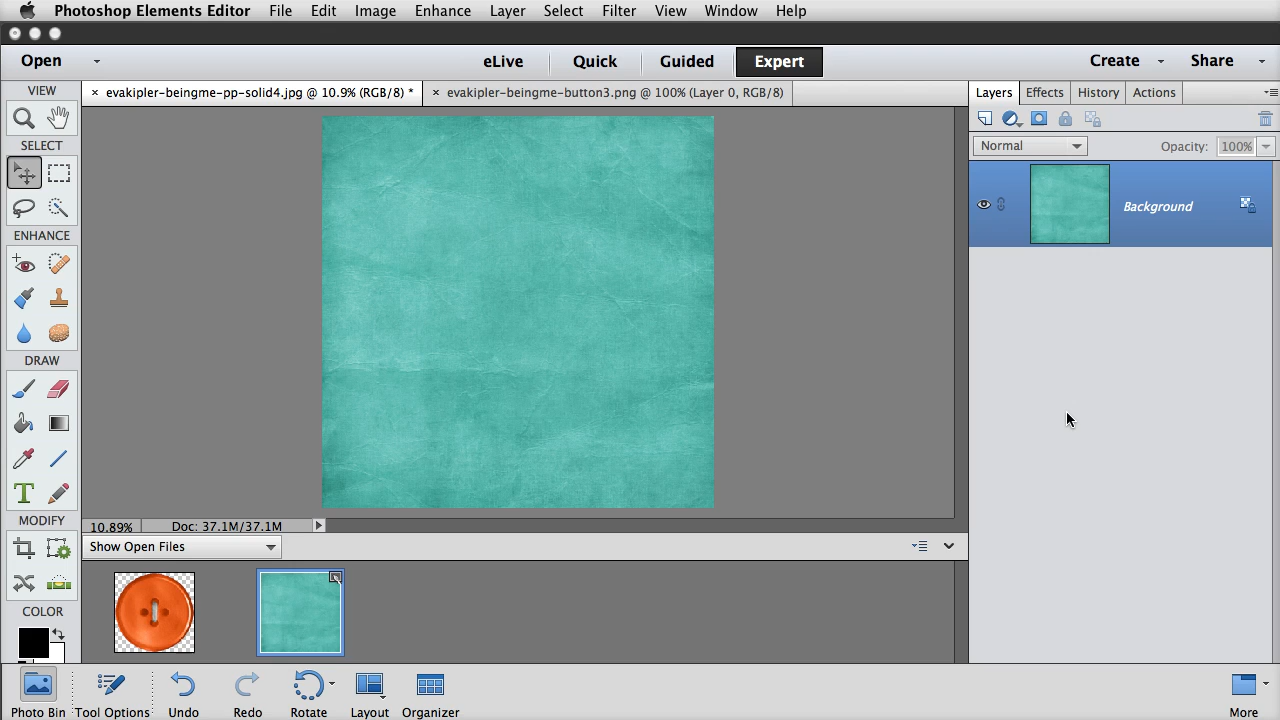 Photoshop Elements Editor File Edit Image Enhance Layer Select Filter View Window Help
Open eLive Quick Guided Expert Create Share
VIEW
× evakipler-beingme-pp-solid4.jpg @ 10.9% (RGB/8) *
× evakipler-beingme-button3.png @ 100% (Layer 0, RGB/8)
Layers Effects History Actions
SELECT
Normal Opacity: 100%
Background
ENHANCE
DRAW
T
MODIFY
10.89% Doc: 37.1M/37.1M
Show Open Files
COLOR
Photo Bin Tool Options Undo Redo Rotate Layout Organizer More